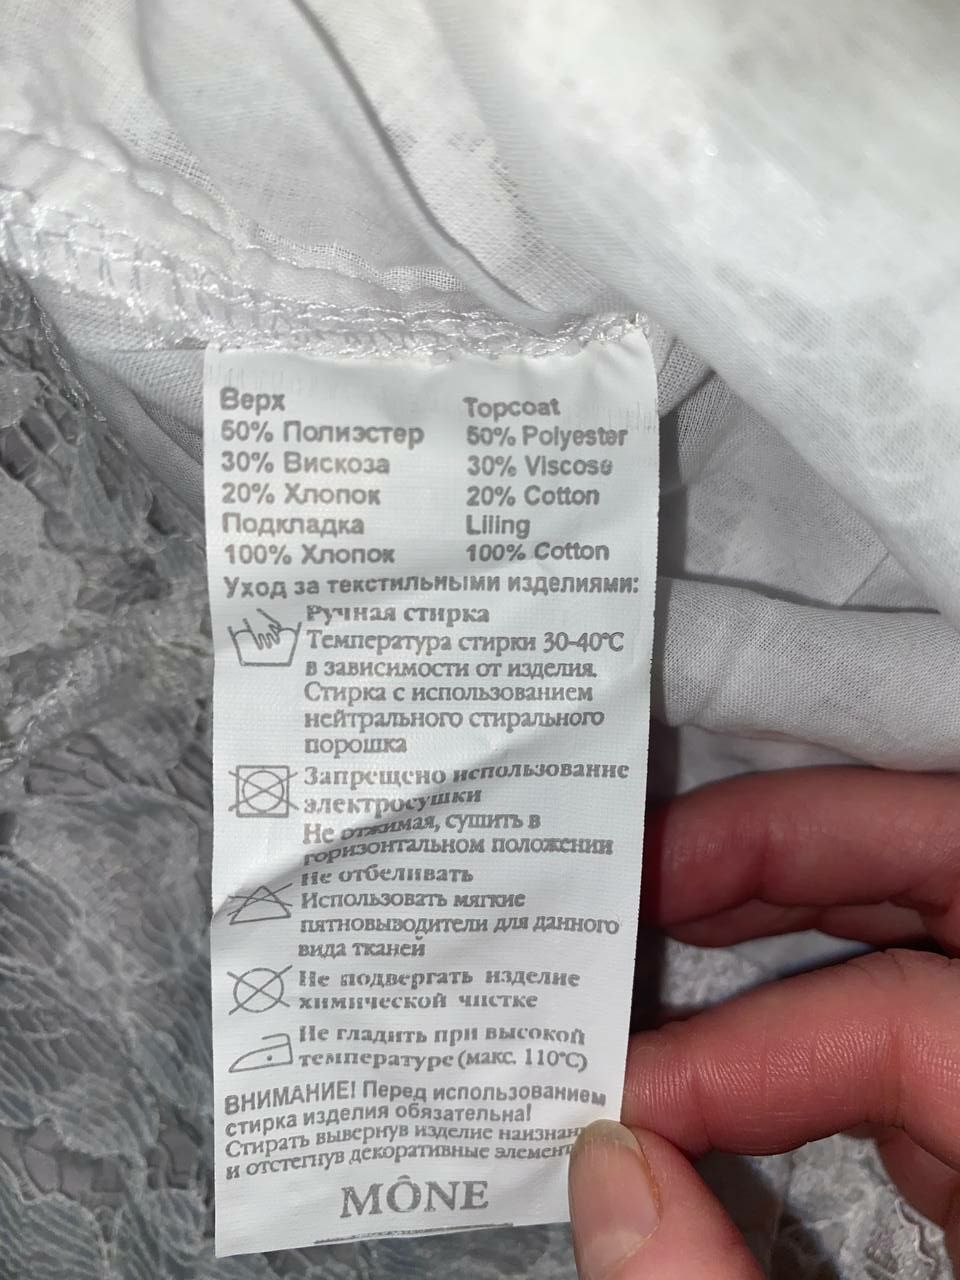 Верх
50% Полиэстер
30% Вискоза
20% Хлопок
Подкладка
100% Хлопок
Topcoat
50% Polyester
30% Viscose
20% Cotton
Liling
100% Cotton
Уход за текстильными изделиями:
Ручная стирка
Температура стирки 30-40°С
в зависимости от изделия.
Стирка с использованием
нейтрального стирального
порошка
Запрещено использование
электросушки
Не отжимая, сушить в
горизонтальном положении
Не отбеливать
Использовать мягкие
пятновыводители для данного
вида тканей
Не подвергать изделие
химической чистке
Не гладить при высокой
температуре (макс. 110°С)
ВНИМАНИЕ! Перед использованием
стирка изделия обязательна!
Стирать вывернув изделие наизнан
и отстегнув декоративные элемент
MÔNE